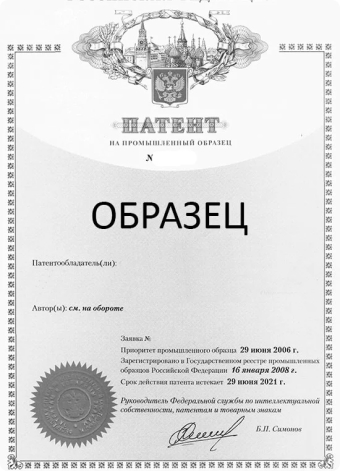 ПАТЕНТ
НА ПРОМЫШЛЕННЫЙ ОБРАЗЕЦ
N
ОБРАЗЕЦ
Патентообладатель(ли):
Автор(ы): см. на обороте
Заявка №
Приоритет промышленного образца 29 июня 2006 г.
Зарегистрировано в Государственном реестре промышленных
образцов Российской Федерации 16 января 2008 г.
Срок действия патента истекает 29 июня 2021 г.
Руководитель Федеральной службы по интеллектуальной
собственности, патентам и товарным знакам
Б.П. Симонов